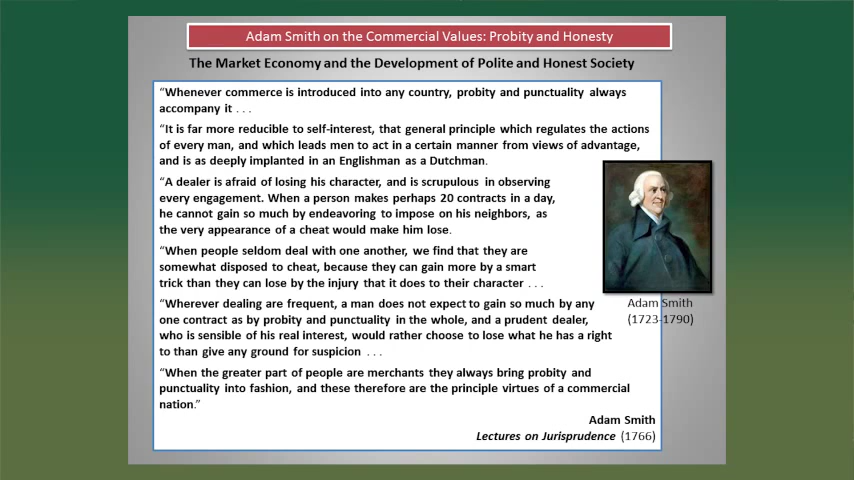 Adam Smith on the Commercial Values: Probity and Honesty
The Market Economy and the Development of Polite and Honest Society
“Whenever commerce is introduced into any country, probity and punctuality always
accompany it . . .
“It is far more reducible to self-interest, that general principle which regulates the actions
of every man, and which leads men to act in a certain manner from views of advantage,
and is as deeply implanted in an Englishman as a Dutchman.
“A dealer is afraid of losing his character, and is scrupulous in observing
every engagement. When a person makes perhaps 20 contracts in a day,
he cannot gain so much by endeavoring to impose on his neighbors, as
the very appearance of a cheat would make him lose.
“When people seldom deal with one another, we find that they are
somewhat disposed to cheat, because they can gain more by a smart
trick than they can lose by the injury that it does to their character . . .
“Wherever dealing are frequent, a man does not expect to gain so much by any
one contract as by probity and punctuality in the whole, and a prudent dealer,
who is sensible of his real interest, would rather choose to lose what he has a right
to than give any ground for suspicion . . .
“When the greater part of people are merchants they always bring probity and
punctuality into fashion, and these therefore are the principle virtues of a commercial
nation.”
Adam Smith
Lectures on Jurisprudence (1766)
Adam Smith
(1723-1790)